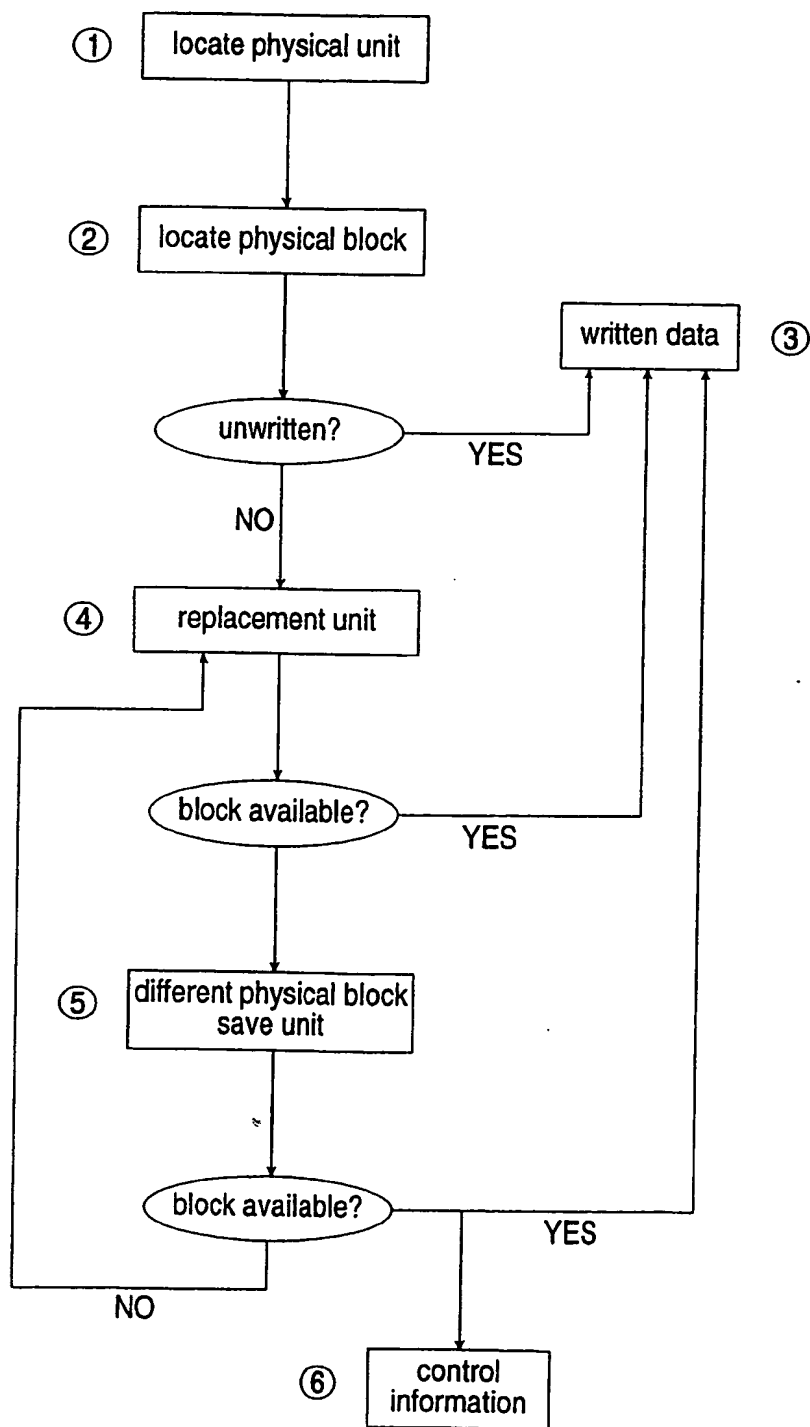 ① locate physical unit
② locate physical block
written data ③
unwritten?
YES
NO
④ replacement unit
block available?
YES
⑤ different physical block
save unit
block available?
YES
NO
⑥ control
information